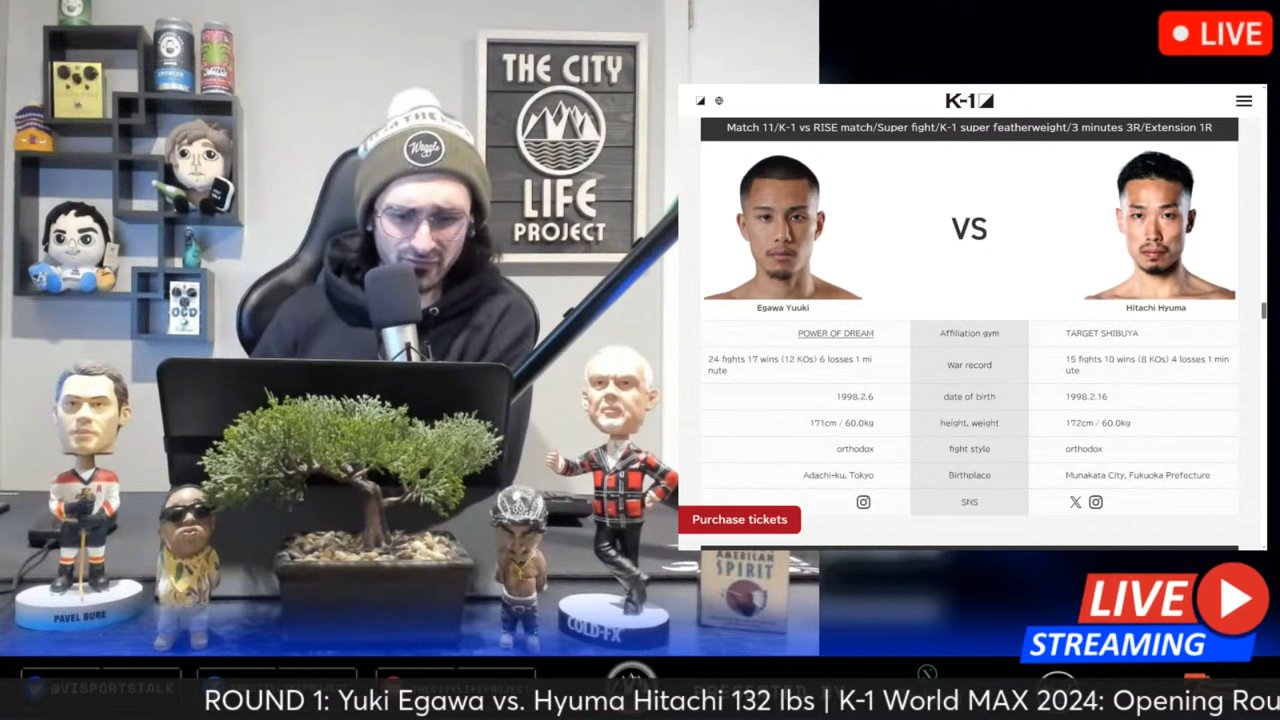 LIVE
THE CITY
LIFE
PROJECT
Waggle
OCD
K-1
Match 11/K-1 vs RISE match/Super fight/K-1 super featherweight/3 minutes 3R/Extension 1R
VS
Egawa Yuuki
Hitachi Hyuma
POWER OF DREAM
Affiliation gym
TARGET SHIBUYA
24 fights 17 wins (12 KOs) 6 losses 1 mi
nute
War record
15 fights 10 wins (8 KOs) 4 losses 1 min
ute
1998.2.6
date of birth
1998.2.16
171cm / 60.0kg
height, weight
172cm / 60.0kg
orthodox
fight style
orthodox
Adachi-ku, Tokyo
Birthplace
Munakata City, Fukuoka Prefecture
SNS
Purchase tickets
AMERICAN
SPIRIT
PAVEL BURE
COLD-FX
LIVE
STREAMING
@VISPORTSTALK
ROUND 1: Yuki Egawa vs. Hyuma Hitachi 132 lbs | K-1 World MAX 2024: Opening Rou